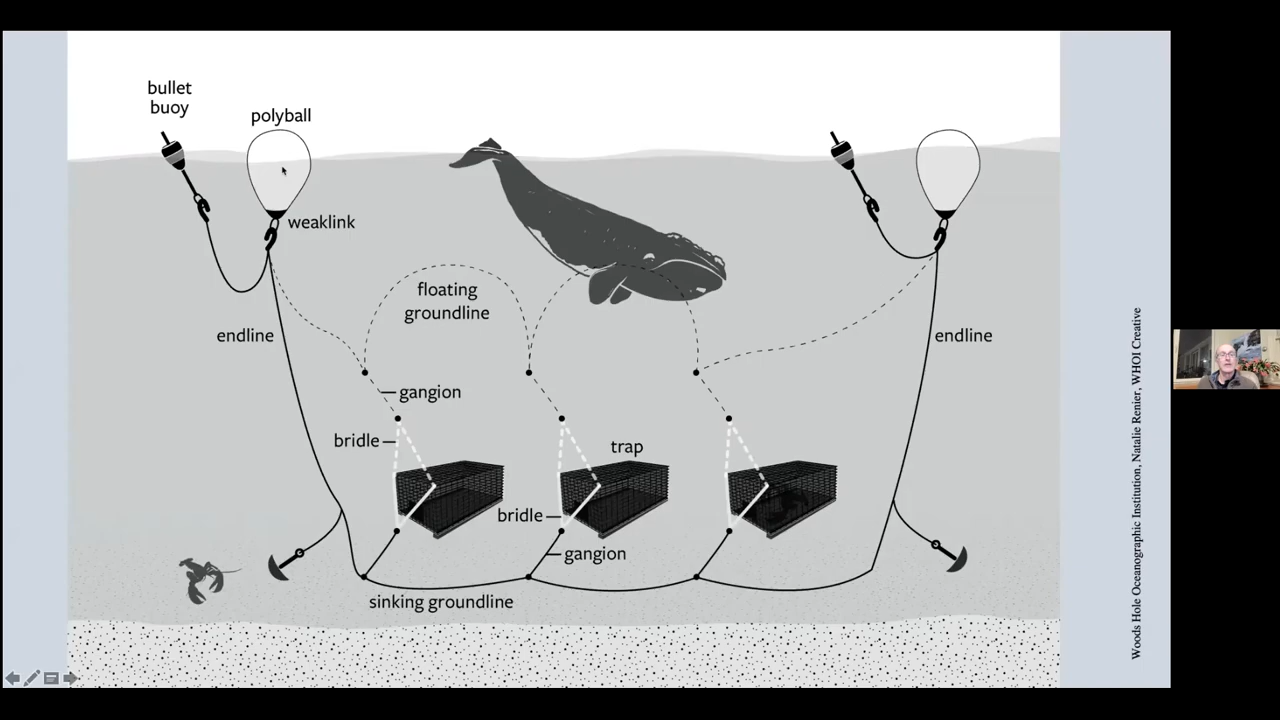 bullet
buoy
polyball
weaklink
floating
groundline
endline
endline
gangion
bridle
trap
bridle
gangion
sinking groundline
Woods Hole Oceanographic Institution, Natalie Renier, WHOI Creative